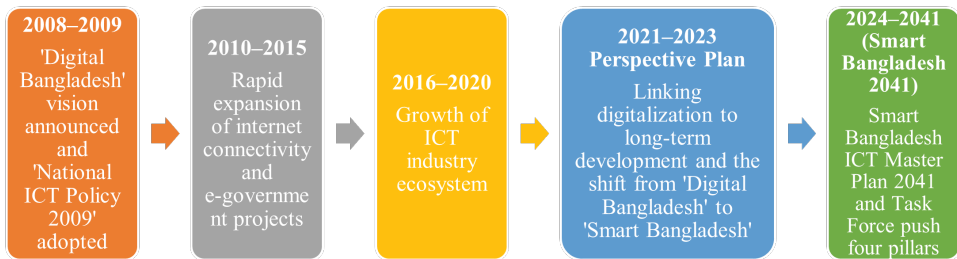 2008–2009
'Digital
Bangladesh'
vision
announced
and
'National
ICT Policy
2009'
adopted
2010–2015
Rapid
expansion
of internet
connectivity
and
e-governme
nt projects
2016–2020
Growth of
ICT
industry
ecosystem
2021–2023
Perspective Plan
Linking
digitalization to
long-term
development and the
shift from 'Digital
Bangladesh' to
'Smart Bangladesh'
2024–2041
(Smart
Bangladesh
2041)
Smart
Bangladesh
ICT Master
Plan 2041
and Task
Force push
four pillars